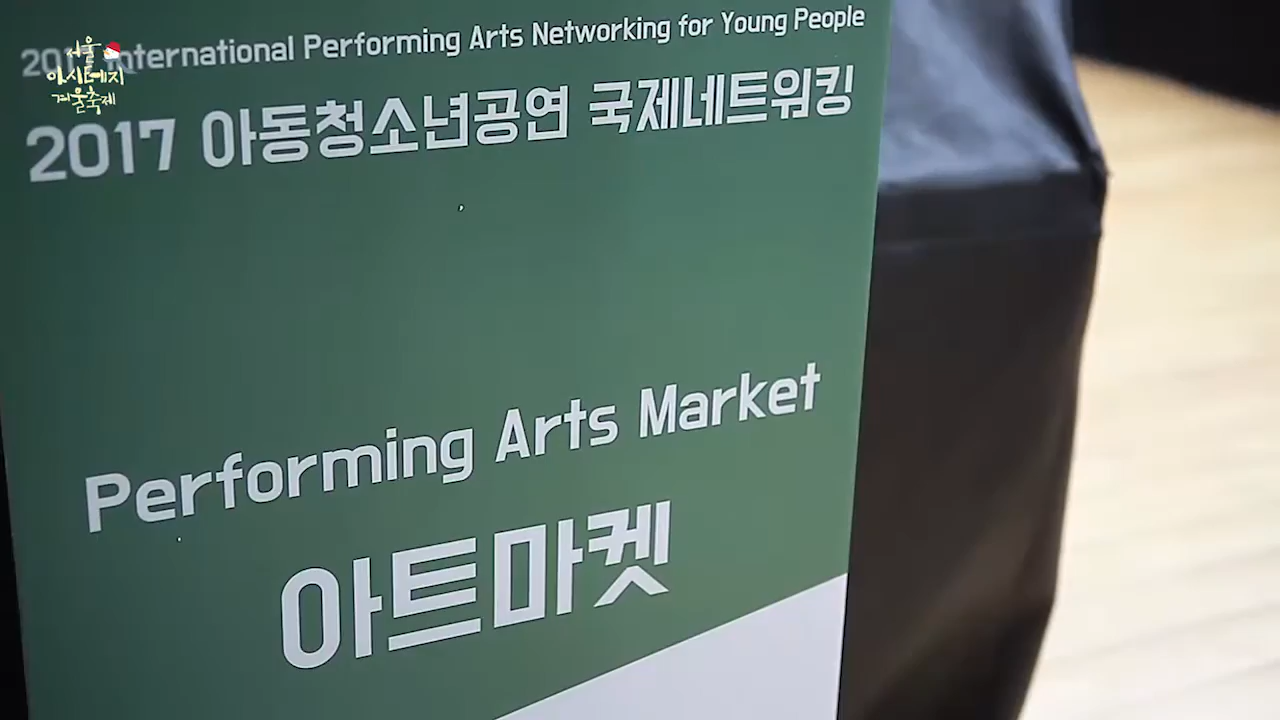 2017 International Performing Arts Networking for Young People
2017 아동청소년공연 국제네트워킹
서울
아시테지
겨울축제
Performing Arts Market
아트마켓